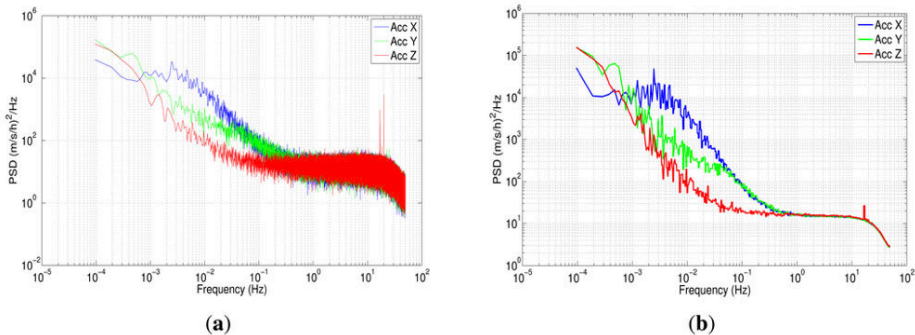 10^6
10^4
10^2
10^0
10^-2
PSD (m/s/h)^2/Hz
Acc X
Acc Y
Acc Z
10^-5 10^-4 10^-3 10^-2 10^-1 10^0 10^1 10^2
Frequency (Hz)
(a)
10^6
10^5
10^4
10^3
10^2
10^1
10^0
PSD (m/s/h)^2/Hz
Acc X
Acc Y
Acc Z
10^-5 10^-4 10^-3 10^-2 10^-1 10^0 10^1 10^2
Frequency (Hz)
(b)